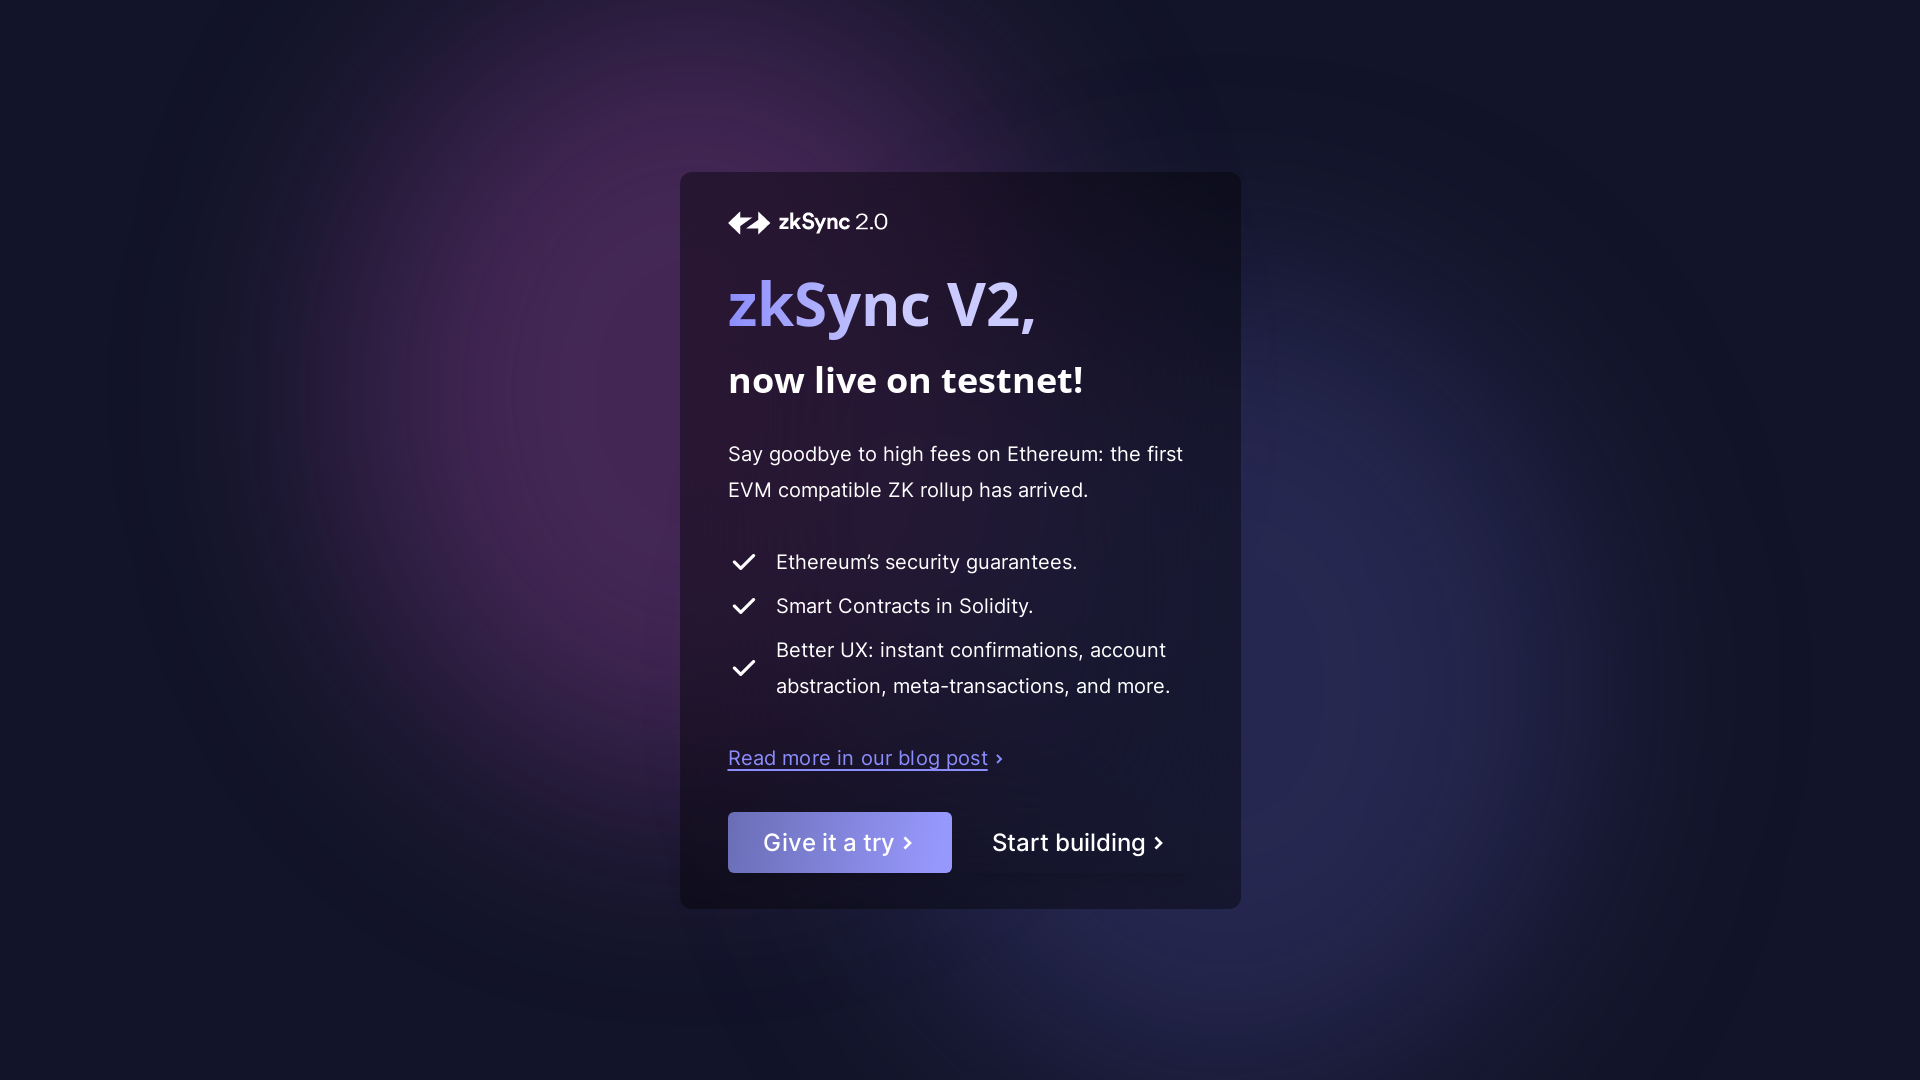 zkSync 2.0
zkSync V2,
now live on testnet!
Say goodbye to high fees on Ethereum: the first
EVM compatible ZK rollup has arrived.
Ethereum’s security guarantees.
Smart Contracts in Solidity.
Better UX: instant confirmations, account
abstraction, meta-transactions, and more.
Read more in our blog post
Give it a try
Start building